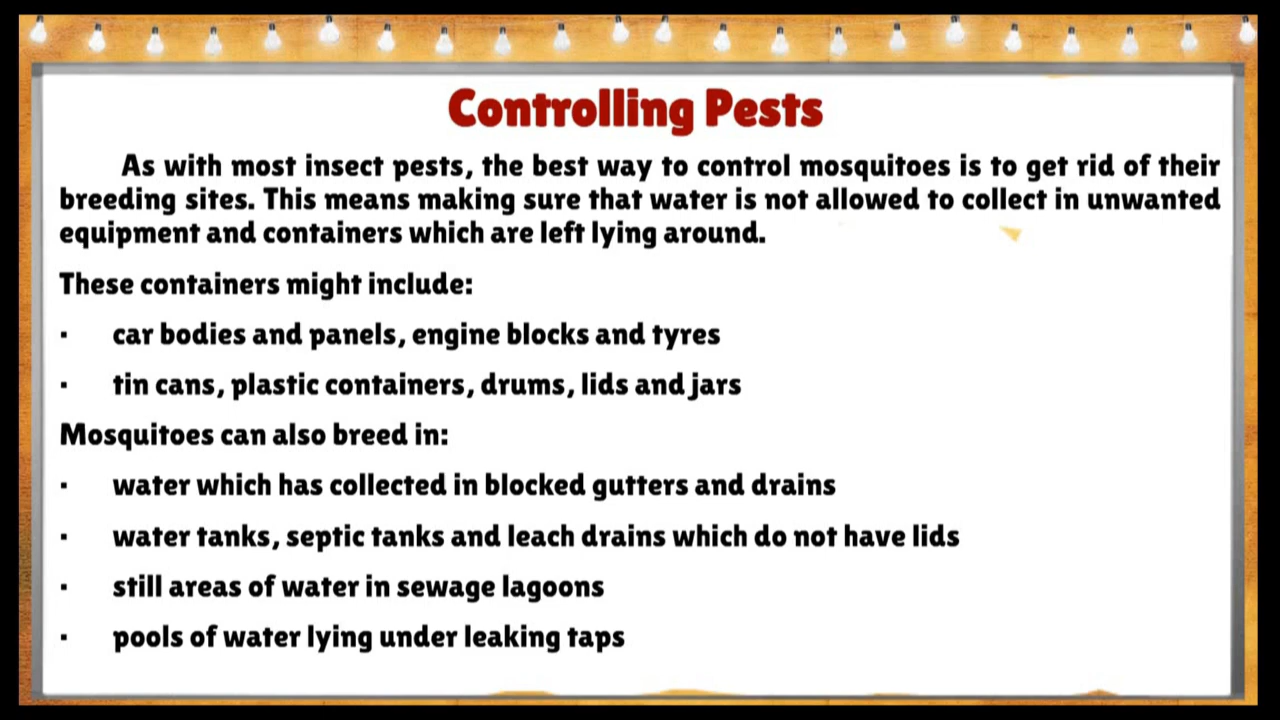 Controlling Pests
As with most insect pests, the best way to control mosquitoes is to get rid of their
breeding sites. This means making sure that water is not allowed to collect in unwanted
equipment and containers which are left lying around.
These containers might include:
· car bodies and panels, engine blocks and tyres
· tin cans, plastic containers, drums, lids and jars
Mosquitoes can also breed in:
· water which has collected in blocked gutters and drains
· water tanks, septic tanks and leach drains which do not have lids
· still areas of water in sewage lagoons
· pools of water lying under leaking taps